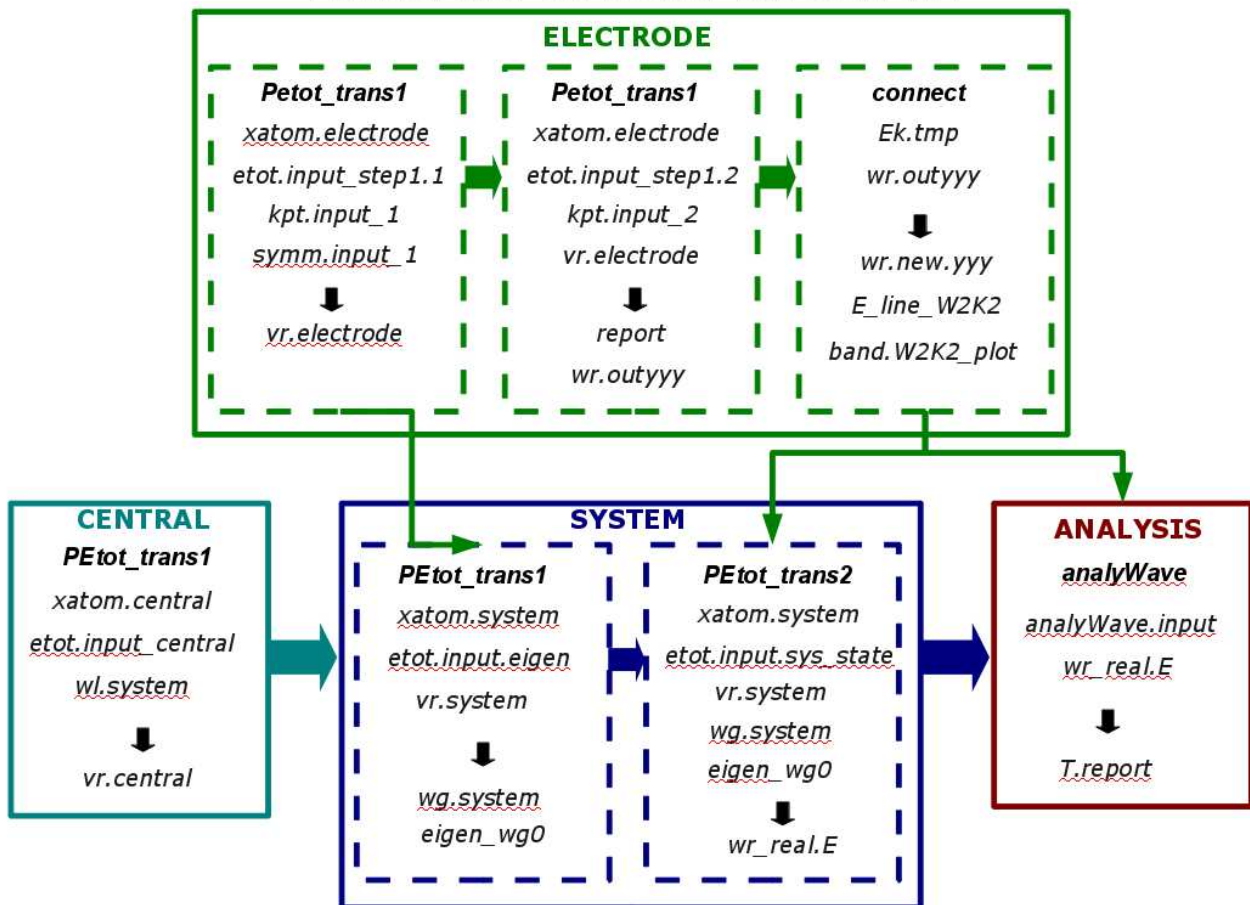 ELECTRODE
Petot_trans1
xatom.electrode
etot.input_step1.1
kpt.input_1
symm.input_1
vr.electrode
Petot_trans1
xatom.electrode
etot.input_step1.2
kpt.input_2
vr.electrode
report
wr.outyyy
connect
Ek.tmp
wr.outyyy
wr.new.yyy
E_line_W2K2
band.W2K2_plot
CENTRAL
PEtot_trans1
xatom.central
etot.input_central
wl.system
vr.central
SYSTEM
PEtot_trans1
xatom.system
etot.input.eigen
vr.system
wg.system
eigen_wg0
PEtot_trans2
xatom.system
etot.input.sys_state
vr.system
wg.system
eigen_wg0
wr_real.E
ANALYSIS
analyWave
analyWave.input
wr_real.E
T.report